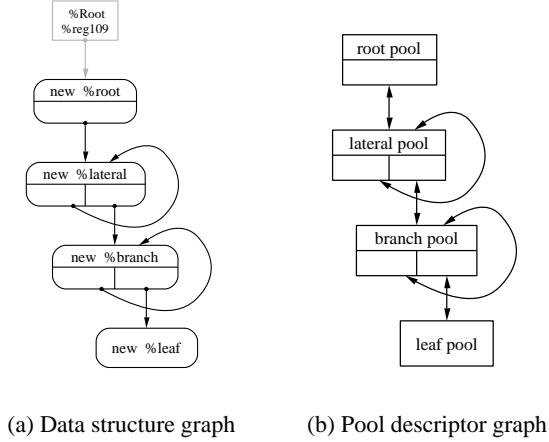 %Root
%reg109
new %root
new %lateral
new %branch
new %leaf
(a) Data structure graph
root pool
lateral pool
branch pool
leaf pool
(b) Pool descriptor graph